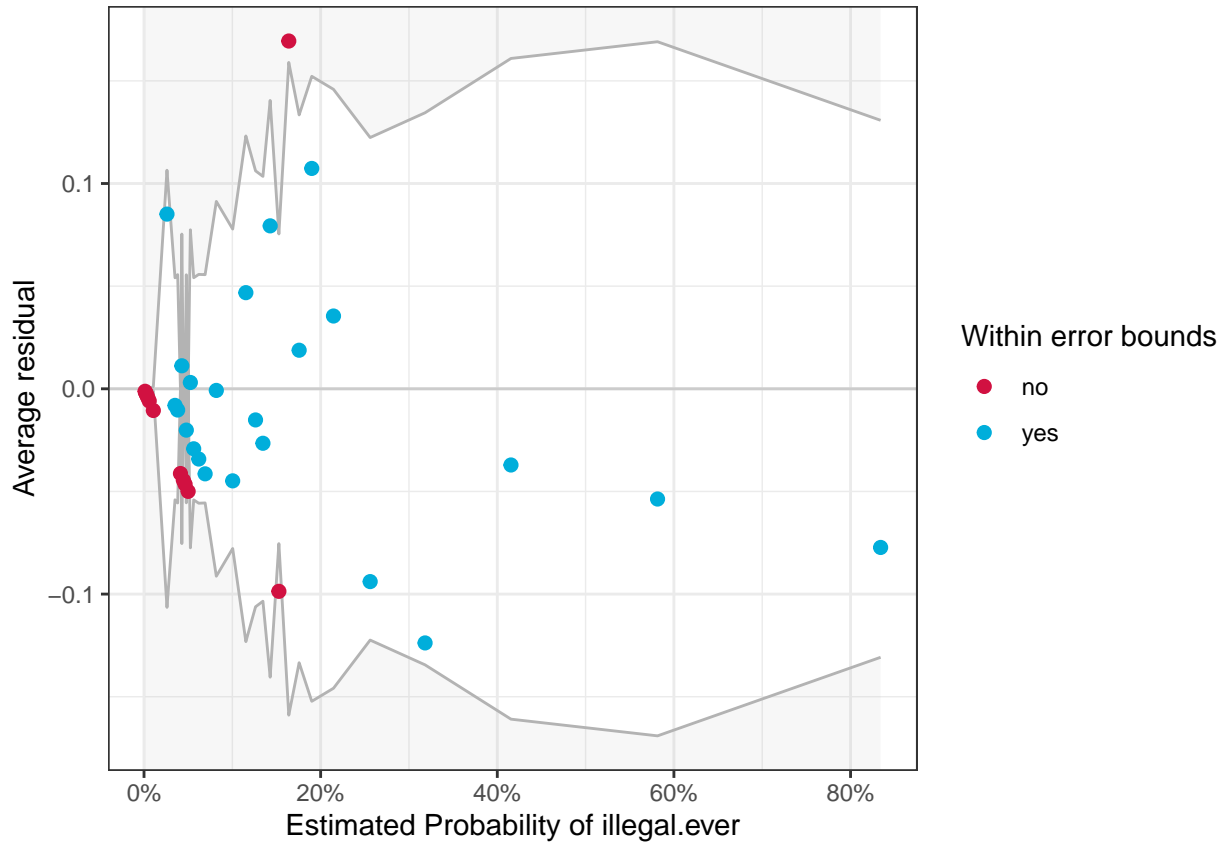 0.1
0.0
−0.1
Average residual
0%
20%
40%
60%
80%
Estimated Probability of illegal.ever
Within error bounds
no
yes